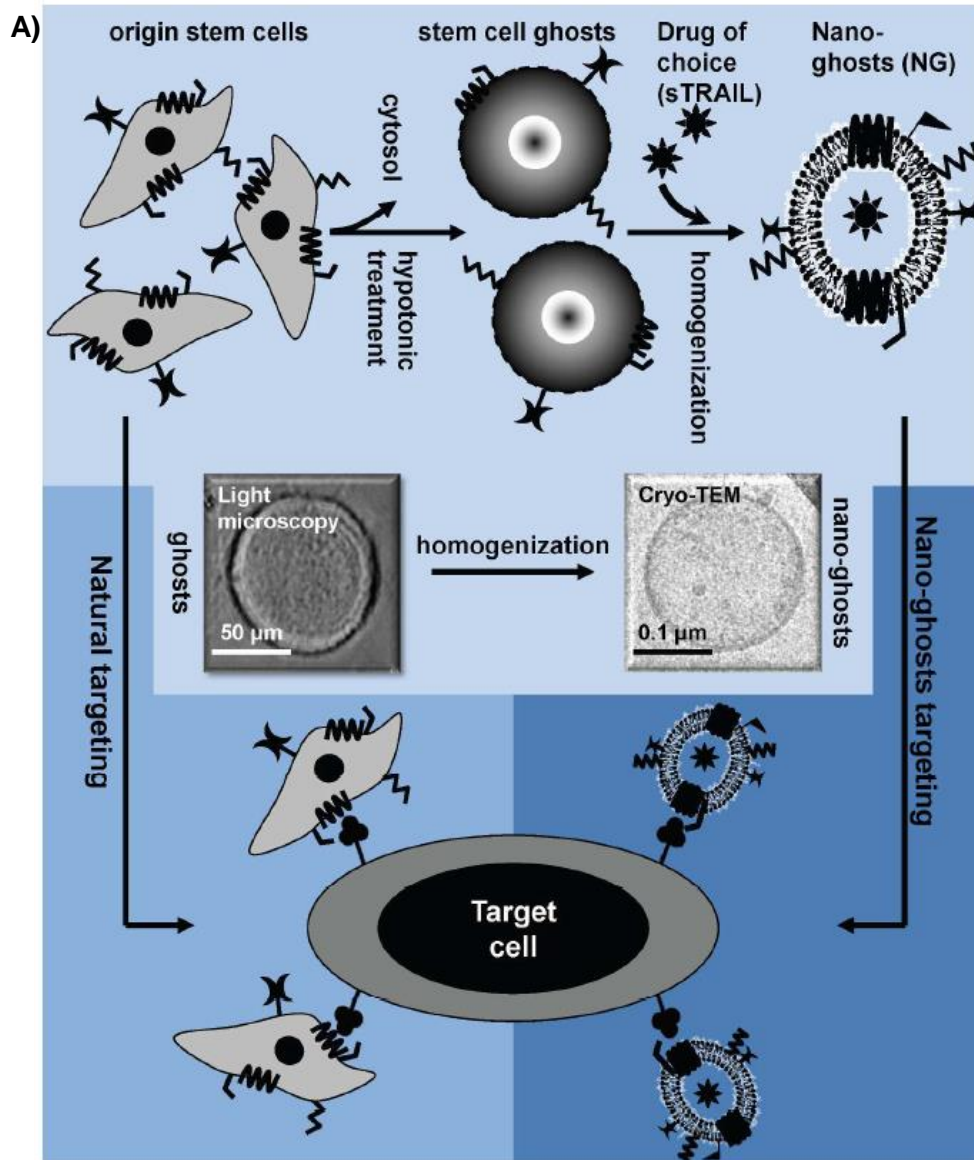 A)
origin stem cells
stem cell ghosts
Drug of
choice
(sTRAIL)
Nano-
ghosts (NG)
cytosol
hypotonic
treatment
homogenization
Light
microscopy
50 µm
ghosts
homogenization
Cryo-TEM
0.1 µm
nano-ghosts
Natural targeting
Nano-ghosts targeting
Target
cell